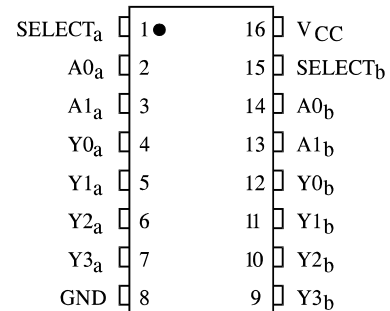 SELECTa 1 16 VCC
A0a 2 15 SELECTb
A1a 3 14 A0b
Y0a 4 13 A1b
Y1a 5 12 Y0b
Y2a 6 11 Y1b
Y3a 7 10 Y2b
GND 8 9 Y3b